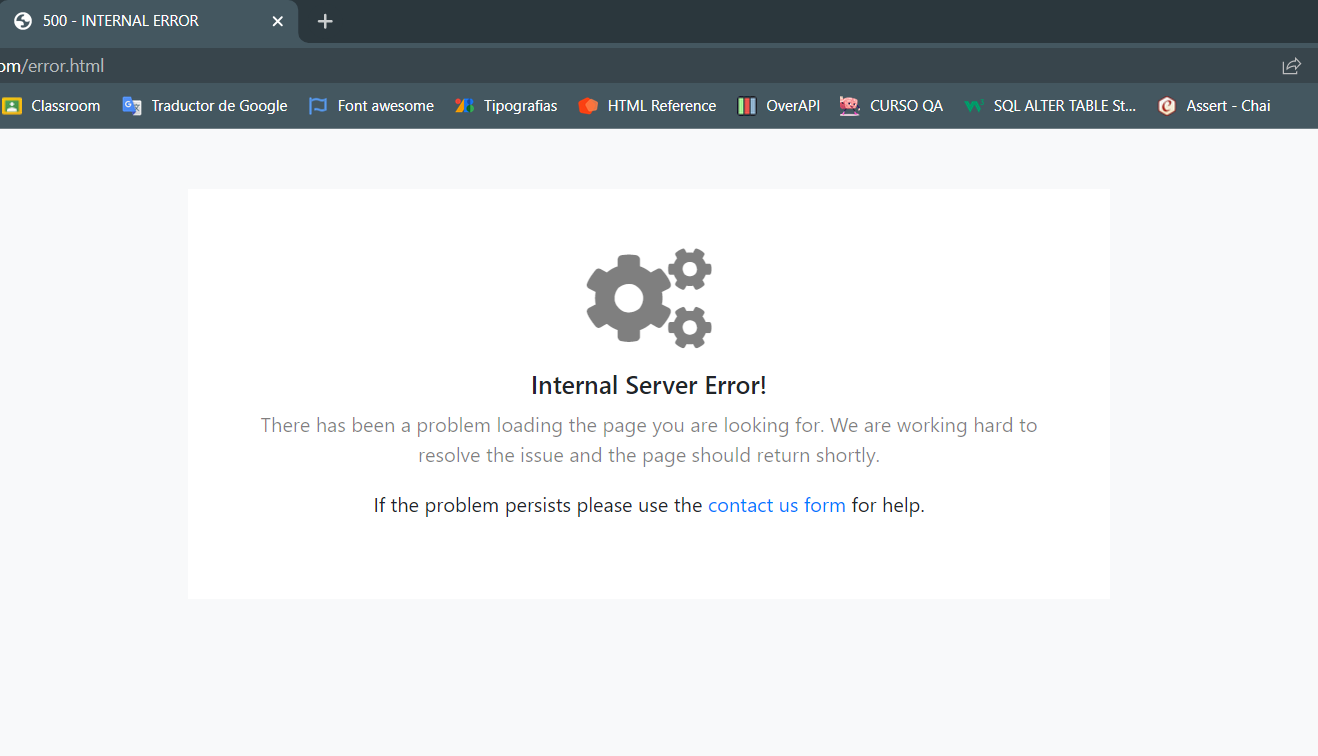 500 - INTERNAL ERROR
om/error.html
Classroom Traductor de Google Font awesome Tipografias HTML Reference OverAPI CURSO QA SQL ALTER TABLE St... Assert - Chai
Internal Server Error!
There has been a problem loading the page you are looking for. We are working hard to
resolve the issue and the page should return shortly.
If the problem persists please use the contact us form for help.